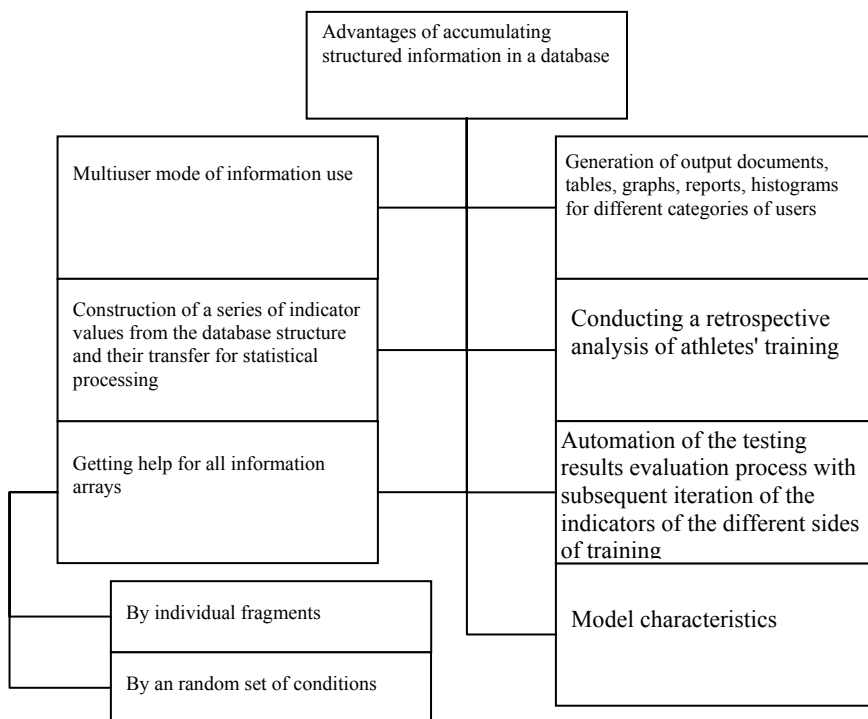 Advantages of accumulating
structured information in a database
Multiuser mode of information use
Generation of output documents,
tables, graphs, reports, histograms
for different categories of users
Construction of a series of indicator
values from the database structure
and their transfer for statistical
processing
Conducting a retrospective
analysis of athletes' training
Getting help for all information
arrays
Automation of the testing
results evaluation process with
subsequent iteration of the
indicators of the different sides
of training
By individual fragments
Model characteristics
By an random set of conditions